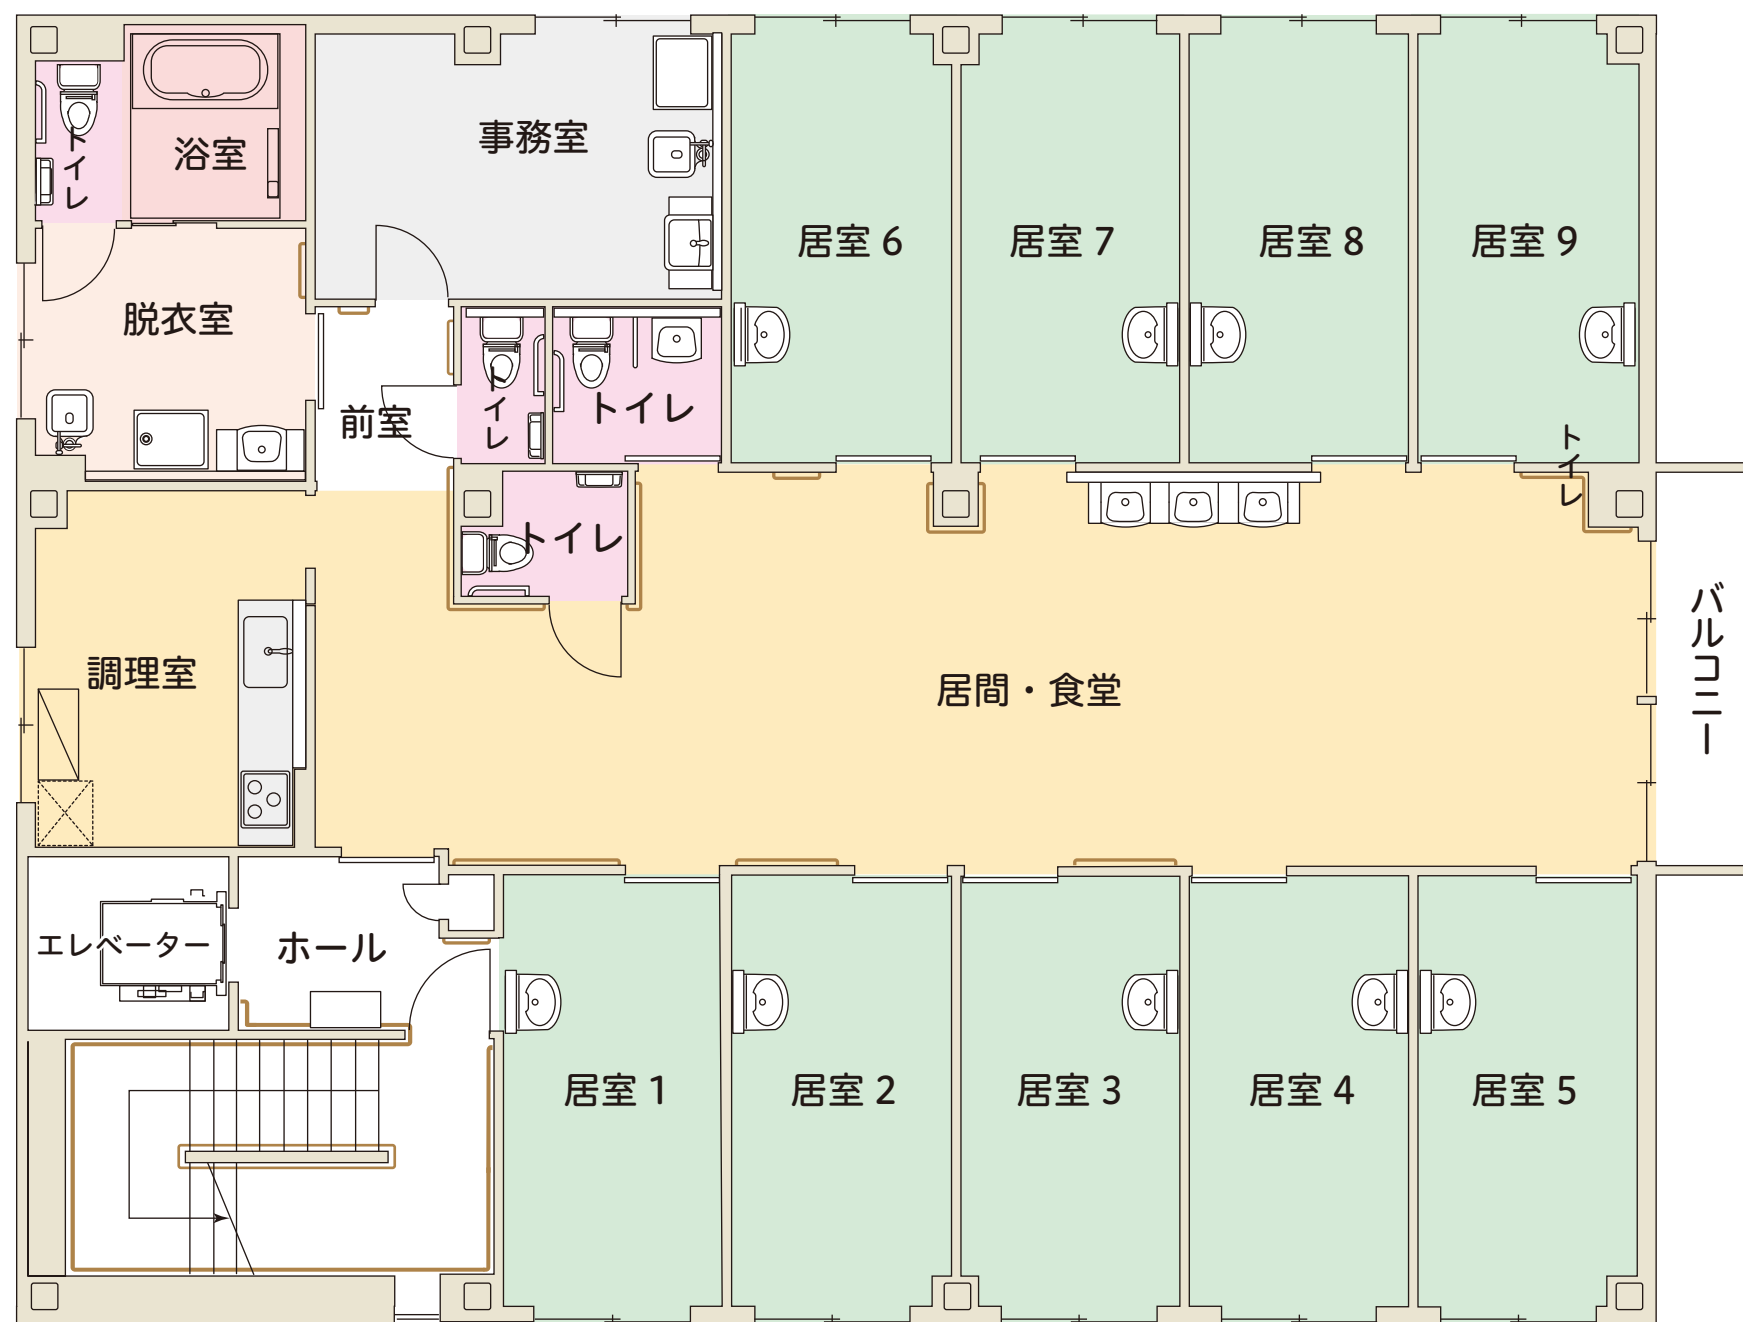 トイレ
浴室
事務室
居室 6
居室 7
居室 8
居室 9
脱衣室
前室
トイレ
トイレ
トイレ
トイレ
調理室
居間・食堂
バルコニー
エレベーター
ホール
居室 1
居室 2
居室 3
居室 4
居室 5